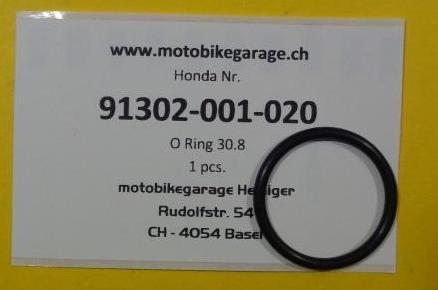 www.motobikegarage.ch
Honda Nr.
91302-001-020
O Ring 30.8
1 pcs.
motobikegarage
Rudolfstr. 54
CH - 4054 Basel